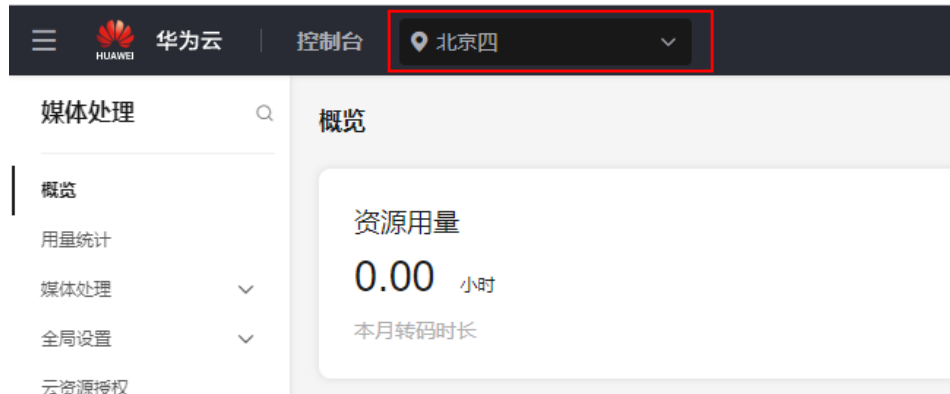 HUAWEI 华为云 控制台 北京四
媒体处理
概览
用量统计
媒体处理
全局设置
云资源授权
概览
资源用量
0.00 小时
本月转码时长